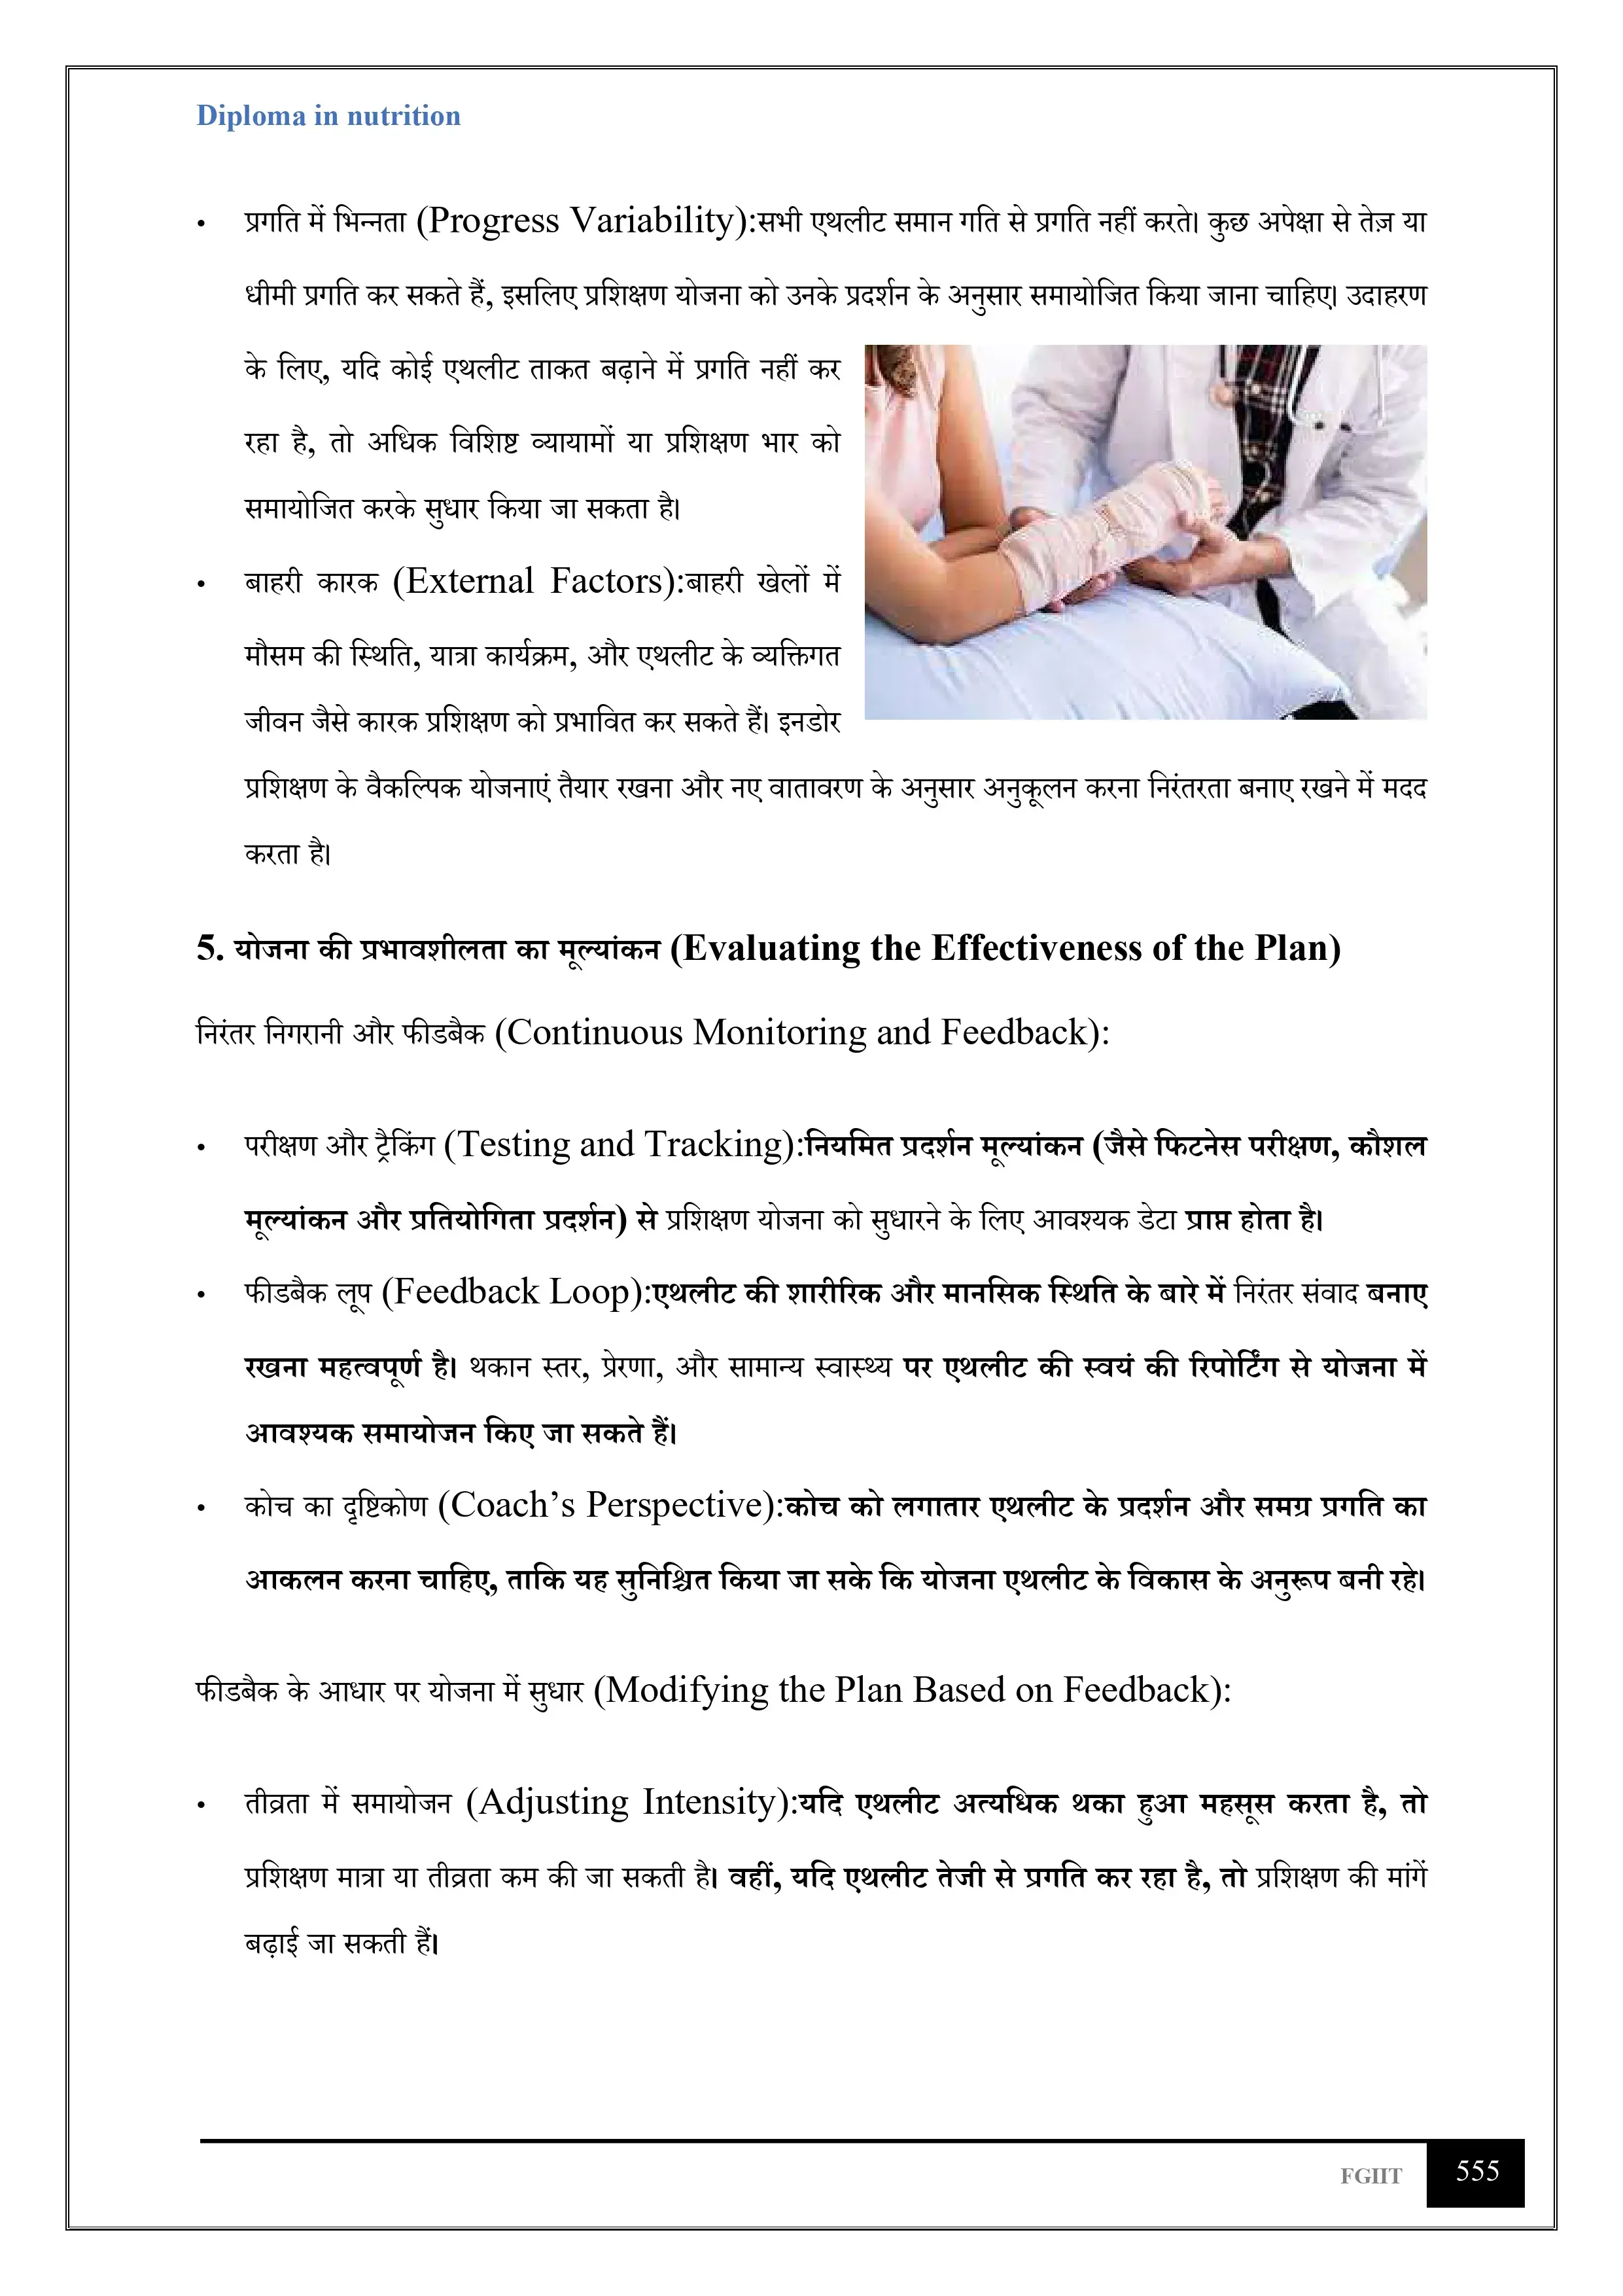 Diploma in nutrition
• प्रगति में भिन्नता (Progress Variability):सभी एथलीट समान गति से प्रगति नहीं करते। कुछ अपेक्षा से तेज़ या
धीमी प्रगति कर सकते हैं, इसलिए प्रशिक्षण योजना को उनके प्रदर्शन के अनुसार समायोजित किया जाना चाहिए। उदाहरण
के लिए, यदि कोई एथलीट ताकत बढ़ाने में प्रगति नहीं कर
रहा है, तो अधिक विशिष्ट व्यायामों या प्रशिक्षण भार को
समायोजित करके सुधार किया जा सकता है।
• बाहरी कारक (External Factors):बाहरी खेलों में
मौसम की स्थिति, यात्रा कार्यक्रम, और एथलीट के व्यक्तिगत
जीवन जैसे कारक प्रशिक्षण को प्रभावित कर सकते हैं। इनडोर
प्रशिक्षण के वैकल्पिक योजनाएं तैयार रखना और नए वातावरण के अनुसार अनुकूलन करना निरंतरता बनाए रखने में मदद
करता है।
5. योजना की प्रभावशीलता का मूल्यांकन (Evaluating the Effectiveness of the Plan)
निरंतर निगरानी और फीडबैक (Continuous Monitoring and Feedback):
• परीक्षण और ट्रैकिंग (Testing and Tracking):नियमित प्रदर्शन मूल्यांकन (जैसे फिटनेस परीक्षण, कौशल
मूल्यांकन और प्रतियोगिता प्रदर्शन) से प्रशिक्षण योजना को सुधारने के लिए आवश्यक डेटा प्राप्त होता है।
• फीडबैक लूप (Feedback Loop):एथलीट की शारीरिक और मानसिक स्थिति के बारे में निरंतर संवाद बनाए
रखना महत्वपूर्ण है। थकान स्तर, प्रेरणा, और सामान्य स्वास्थ्य पर एथलीट की स्वयं की रिपोर्टिंग से योजना में
आवश्यक समायोजन किए जा सकते हैं।
• कोच का दृष्टिकोण (Coach’s Perspective):कोच को लगातार एथलीट के प्रदर्शन और समग्र प्रगति का
आकलन करना चाहिए, ताकि यह सुनिश्चित किया जा सके कि योजना एथलीट के विकास के अनुरूप बनी रहे।
फीडबैक के आधार पर योजना में सुधार (Modifying the Plan Based on Feedback):
• तीव्रता में समायोजन (Adjusting Intensity):यदि एथलीट अत्यधिक थका हुआ महसूस करता है, तो
प्रशिक्षण मात्रा या तीव्रता कम की जा सकती है। वहीं, यदि एथलीट तेजी से प्रगति कर रहा है, तो प्रशिक्षण की मांगें
बढ़ाई जा सकती हैं।
FGIIT 555